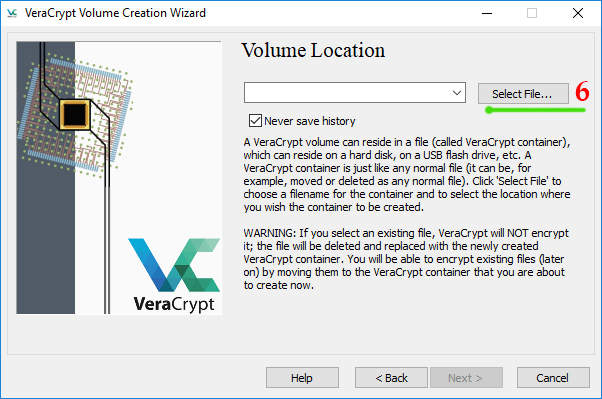 VeraCrypt Volume Creation Wizard
Volume Location
Select File...
6
Never save history
A VeraCrypt volume can reside in a file (called VeraCrypt container),
which can reside on a hard disk, on a USB flash drive, etc. A
VeraCrypt container is just like any normal file (it can be, for
example, moved or deleted as any normal file). Click 'Select File' to
choose a filename for the container and to select the location where
you wish the container to be created.
WARNING: If you select an existing file, VeraCrypt will NOT encrypt
it; the file will be deleted and replaced with the newly created
VeraCrypt container. You will be able to encrypt existing files (later
on) by moving them to the VeraCrypt container that you are about
to create now.
VeraCrypt
Help
< Back
Next >
Cancel